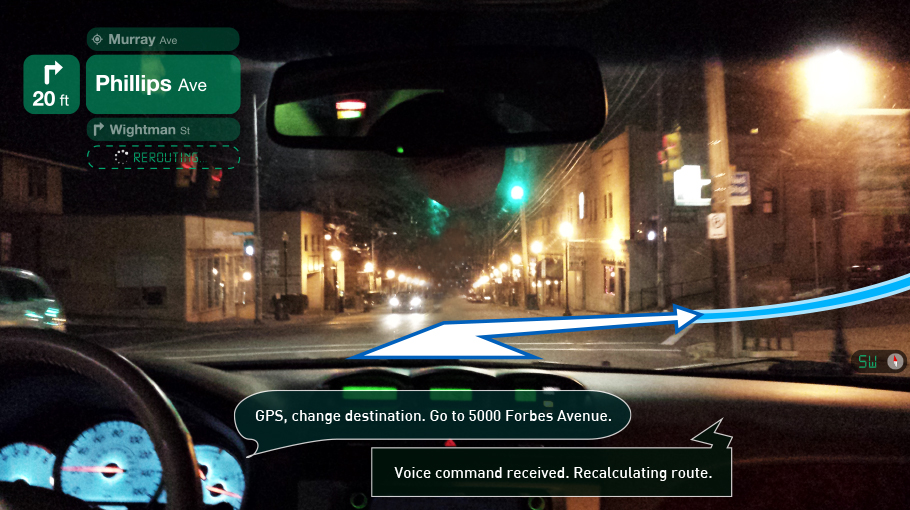 Murray Ave
20 ft
Phillips Ave
Wightman St
REROUTING
SW
GPS, change destination. Go to 5000 Forbes Avenue.
Voice command received. Recalculating route.